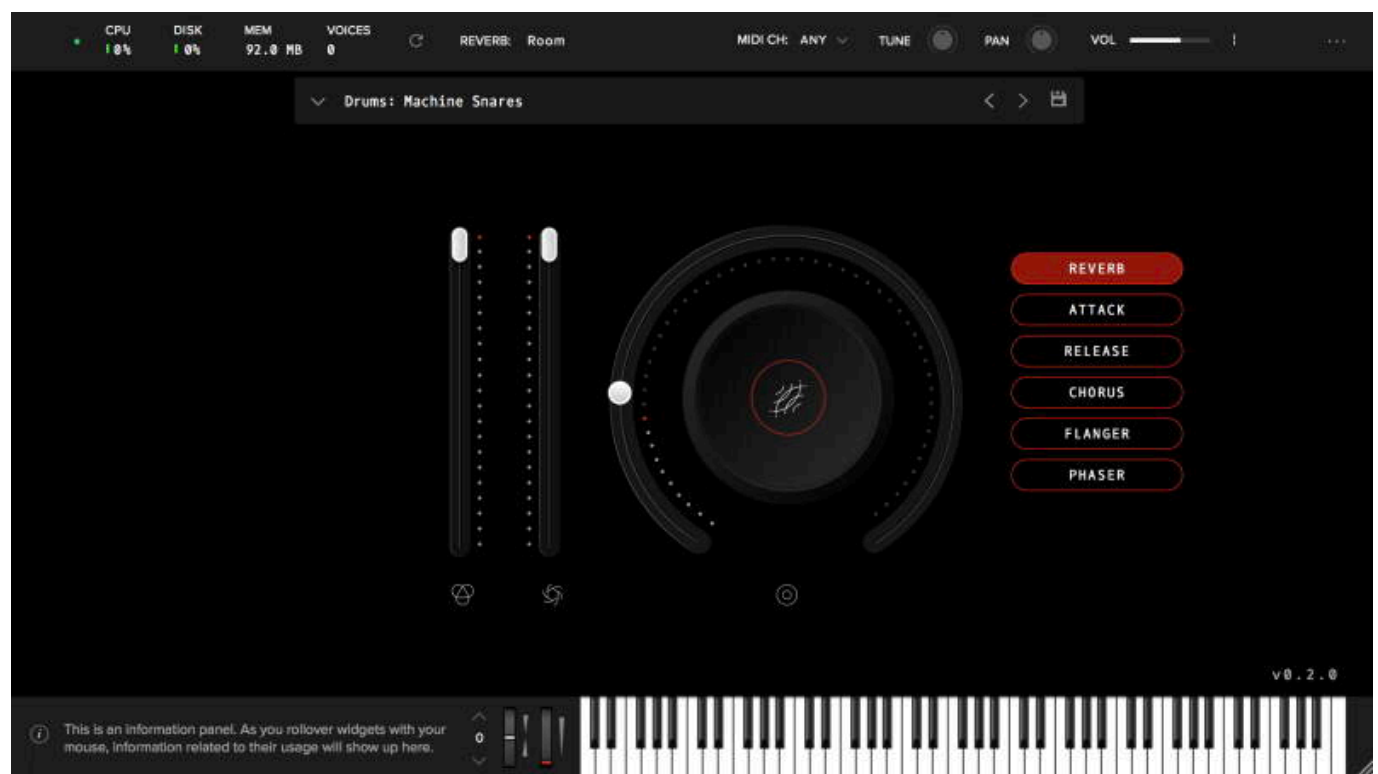 CPU DISK MEM VOICES
0% 0% 92.0 MB 0
REVERB: Room
MIDI CH: ANY
TUNE
PAN
VOL
Drums: Machine Snares
REVERB
ATTACK
RELEASE
CHORUS
FLANGER
PHASER
v0.2.0
This is an information panel. As you rollover widgets with your
mouse, information related to their usage will show up here.
0